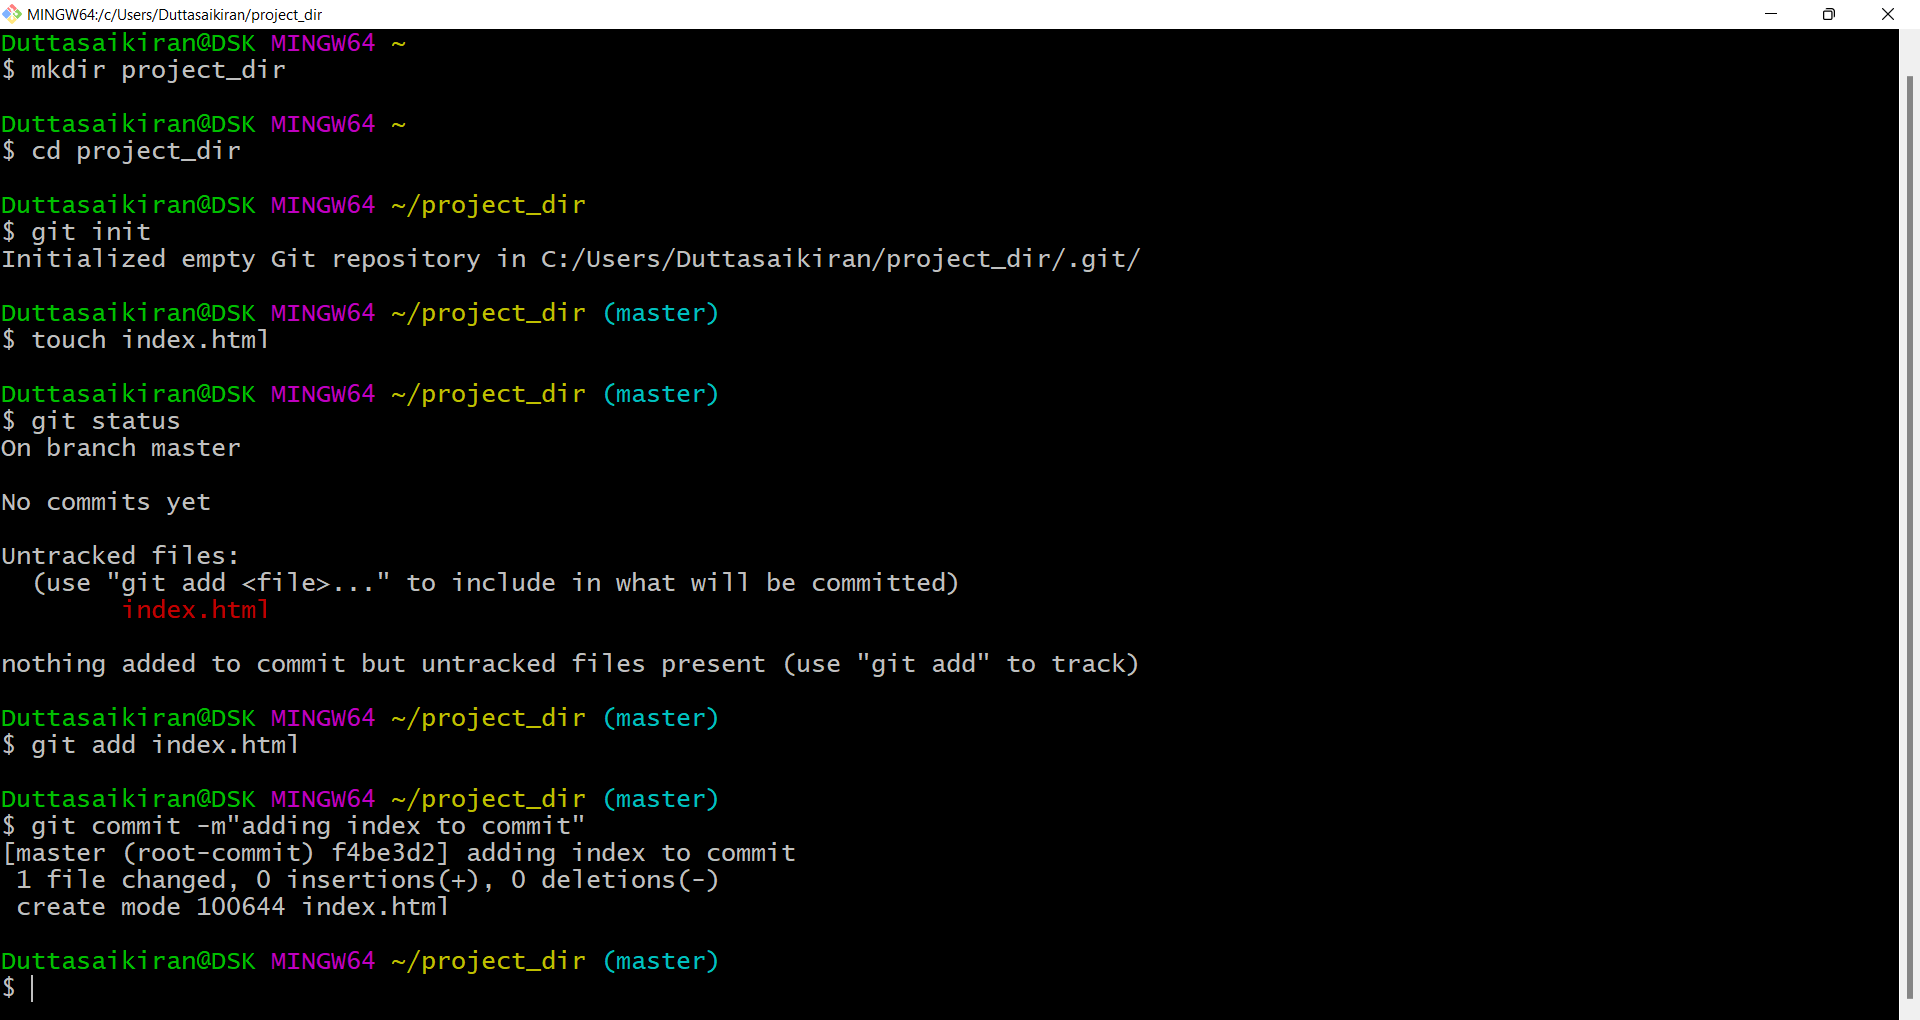 MINGW64:/c/Users/Duttasaikiran/project_dir
Duttasaikiran@DSK MINGW64 ~
$ mkdir project_dir
Duttasaikiran@DSK MINGW64 ~
$ cd project_dir
Duttasaikiran@DSK MINGW64 ~/project_dir
$ git init
Initialized empty Git repository in C:/Users/Duttasaikiran/project_dir/.git/
Duttasaikiran@DSK MINGW64 ~/project_dir (master)
$ touch index.html
Duttasaikiran@DSK MINGW64 ~/project_dir (master)
$ git status
On branch master
No commits yet
Untracked files:
(use "git add <file>..." to include in what will be committed)
index.html
nothing added to commit but untracked files present (use "git add" to track)
Duttasaikiran@DSK MINGW64 ~/project_dir (master)
$ git add index.html
Duttasaikiran@DSK MINGW64 ~/project_dir (master)
$ git commit -m"adding index to commit"
[master (root-commit) f4be3d2] adding index to commit
1 file changed, 0 insertions(+), 0 deletions(-)
create mode 100644 index.html
Duttasaikiran@DSK MINGW64 ~/project_dir (master)
$